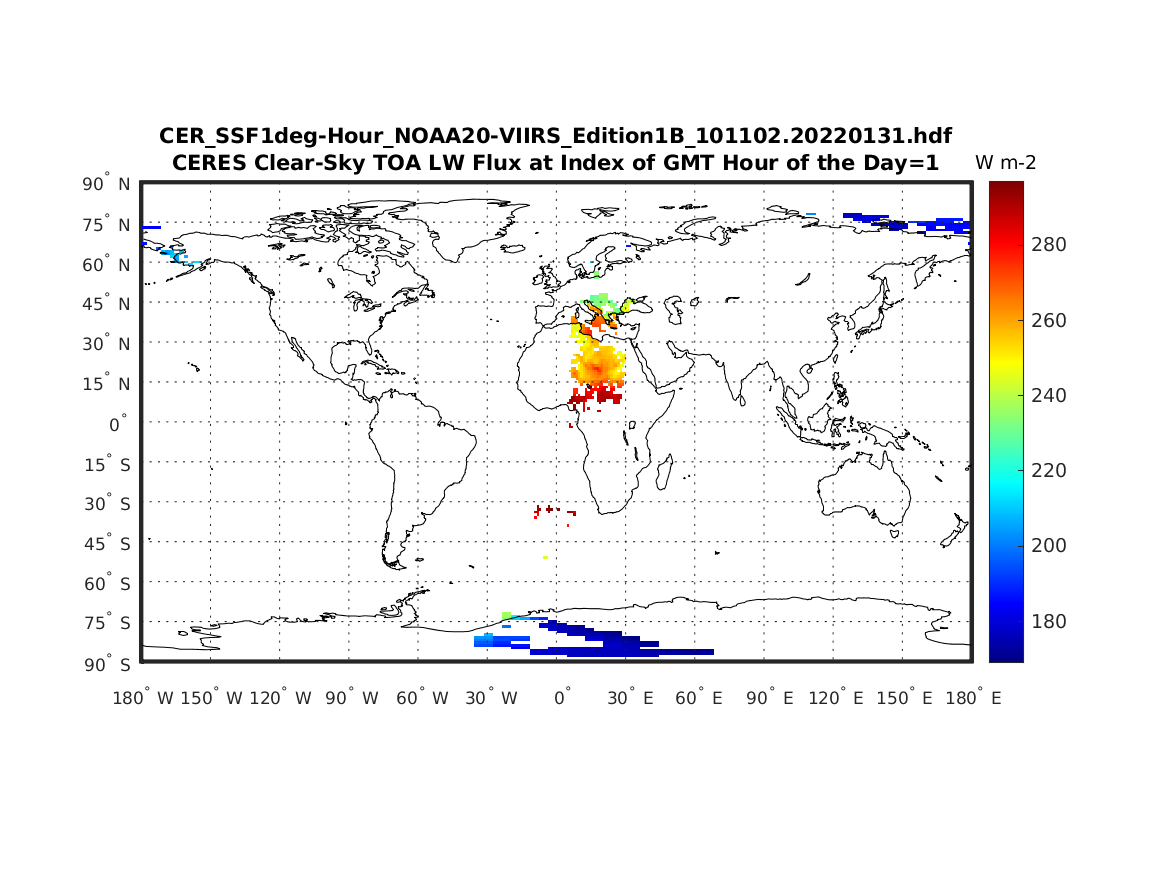 CER_SSF1deg-Hour_NOAA20-VIIRS_Edition1B_101102.20220131.hdf
CERES Clear-Sky TOA LW Flux at Index of GMT Hour of the Day=1
W m-2
90° N
75° N
60° N
45° N
30° N
15° N
0°
15° S
30° S
45° S
60° S
75° S
90° S
180° W 150° W 120° W 90° W 60° W 30° W 0° 30° E 60° E 90° E 120° E 150° E 180° E
280
260
240
220
200
180